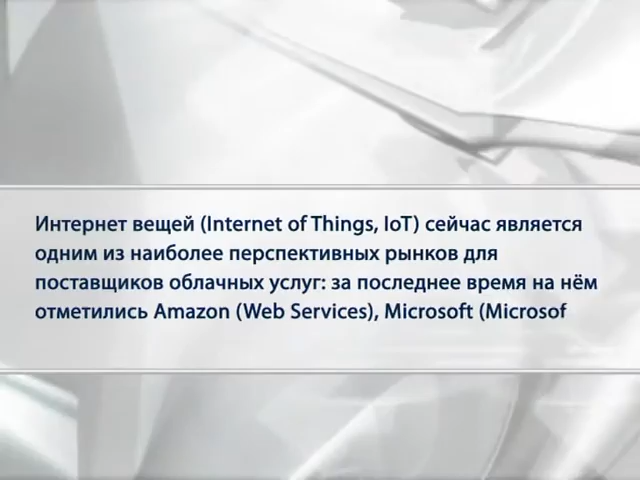 Интернет вещей (Internet of Things, IoT) сейчас является
одним из наиболее перспективных рынков для
поставщиков облачных услуг: за последнее время на нём
отметились Amazon (Web Services), Microsoft (Microsof